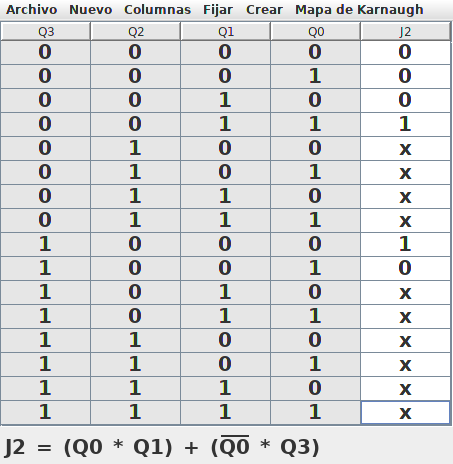 Archivo Nuevo Columnas Fijar Crear Mapa de Karnaugh
Q3 Q2 Q1 Q0 J2
0 0 0 0 0
0 0 0 1 0
0 0 1 0 0
0 0 1 1 1
0 1 0 0 x
0 1 0 1 x
0 1 1 0 x
0 1 1 1 x
1 0 0 0 1
1 0 0 1 0
1 0 1 0 x
1 0 1 1 x
1 1 0 0 x
1 1 0 1 x
1 1 1 0 x
1 1 1 1 x
J2 = (Q0 * Q1) + (Q̅0̅ * Q3)